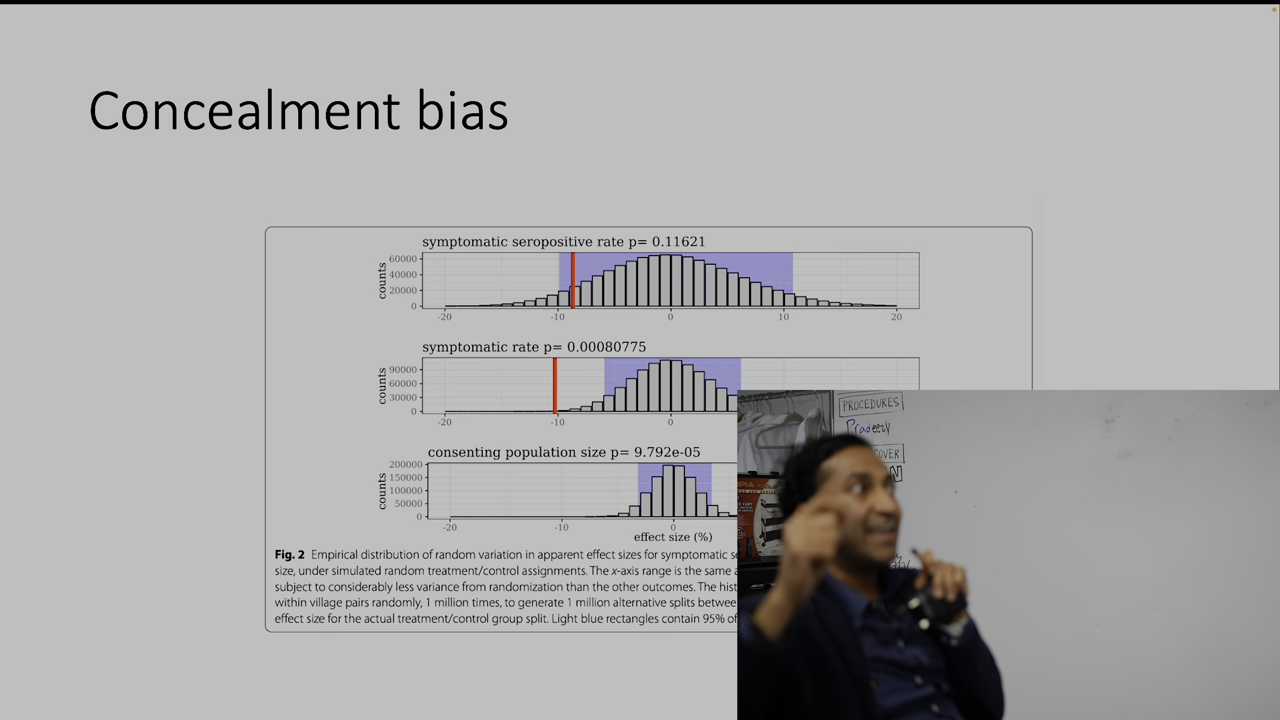 Concealment bias
symptomatic seropositive rate p= 0.11621
counts
60000
40000
20000
0
-20
-10
0
10
20
symptomatic rate p= 0.00080775
counts
90000
60000
30000
0
-20
-10
0
consenting population size p= 9.792e-05
counts
200000
150000
100000
50000
0
-20
-10
0
effect size (%)
Fig. 2 Empirical distribution of random variation in apparent effect sizes for symptomatic se
size, under simulated random treatment/control assignments. The x-axis range is the same a
subject to considerably less variance from randomization than the other outcomes. The hist
within village pairs randomly, 1 million times, to generate 1 million alternative splits betwee
effect size for the actual treatment/control group split. Light blue rectangles contain 95% of
PROCEDURES
OVER